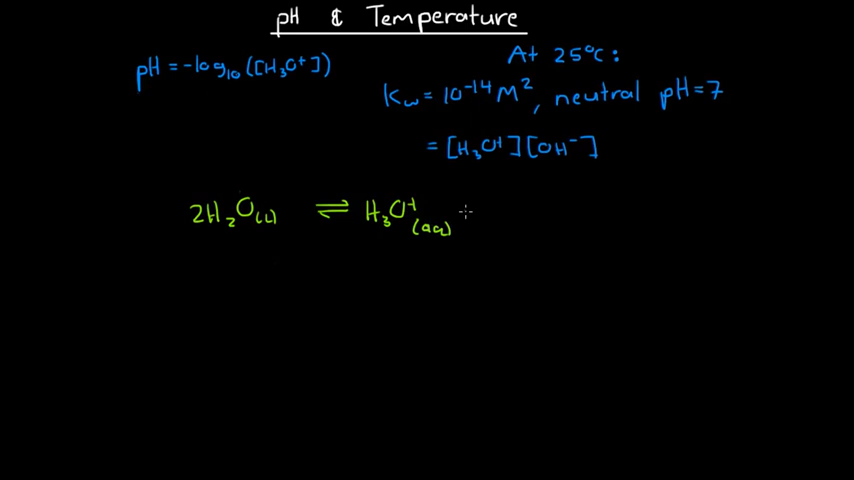 pH & Temperature
pH = -log₁₀([H₃O⁺])
At 25°C:
Kw = 10⁻¹⁴ M², neutral pH = 7
= [H₃O⁺][OH⁻]
2H₂O(l) ⇌ H₃O⁺(aq) +